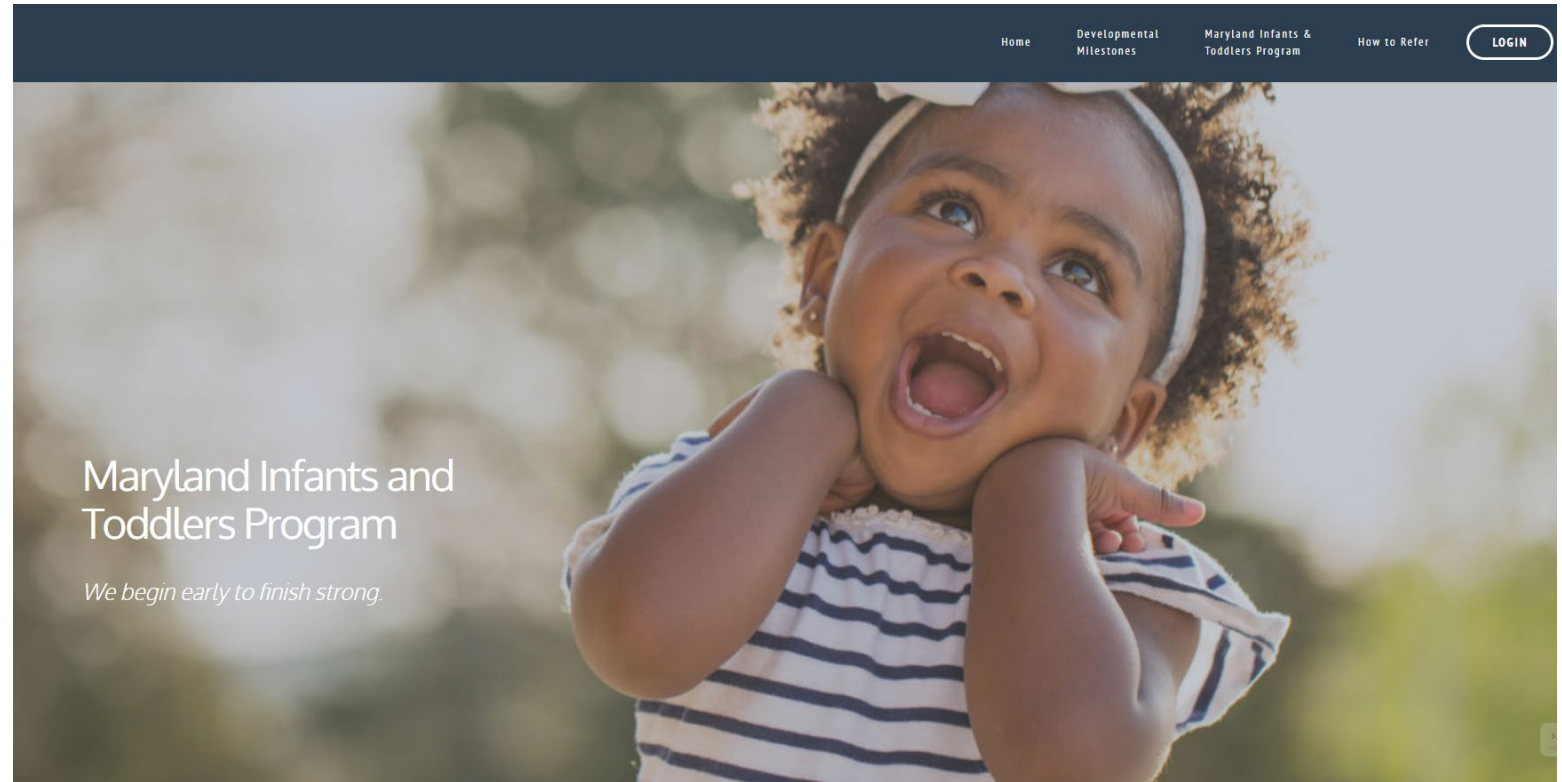 Home
Developmental
Milestones
Maryland Infants &
Toddlers Program
How to Refer
LOGIN
Maryland Infants and
Toddlers Program
We begin early to finish strong.